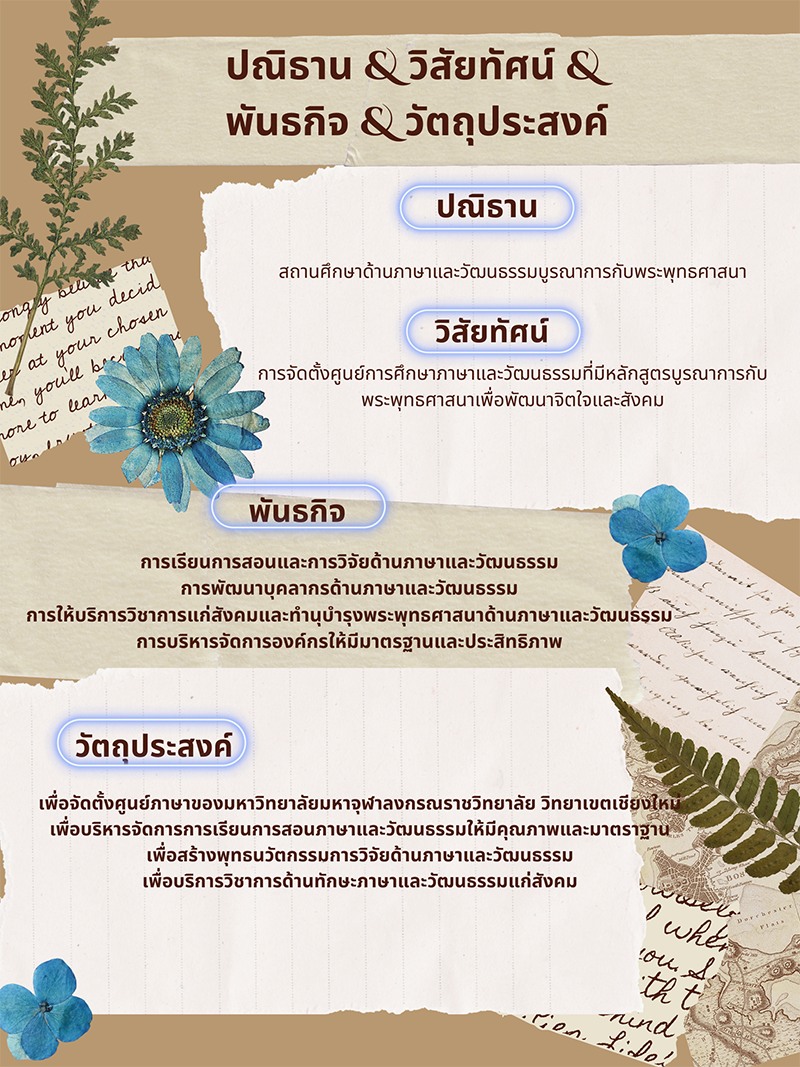 ปณิธาน & วิสัยทัศน์ &
พันธกิจ & วัตถุประสงค์
ปณิธาน
สถานศึกษาด้านภาษาและวัฒนธรรมบูรณาการกับพระพุทธศาสนา
วิสัยทัศน์
การจัดตั้งศูนย์การศึกษาภาษาและวัฒนธรรมที่มีหลักสูตรบูรณาการกับ
พระพุทธศาสนาเพื่อพัฒนาจิตใจและสังคม
ongly believe tha
moment you decid
at your chosen
you'll
more to lear
พันธกิจ
การเรียนการสอนและการวิจัยด้านภาษาและวัฒนธรรม
การพัฒนาบุคลากรด้านภาษาและวัฒนธรรม
การให้บริการวิชาการแก่สังคมและทำนุบำรุงพระพุทธศาสนาด้านภาษาและวัฒนธรรม
การบริหารจัดการองค์กรให้มีมาตรฐานและประสิทธิภาพ
วัตถุประสงค์
เพื่อจัดตั้งศูนย์ภาษาของมหาวิทยาลัยมหาจุฬาลงกรณราชวิทยาลัย วิทยาเขตเชียงใหม่
เพื่อบริหารจัดการการเรียนการสอนภาษาและวัฒนธรรมให้มีคุณภาพและมาตราฐาน
เพื่อสร้างพุทธนวัตกรรมการวิจัยด้านภาษาและวัฒนธรรม
เพื่อบริการวิชาการด้านทักษะภาษาและวัฒนธรรมแก่สังคม
Dorchester
Flats